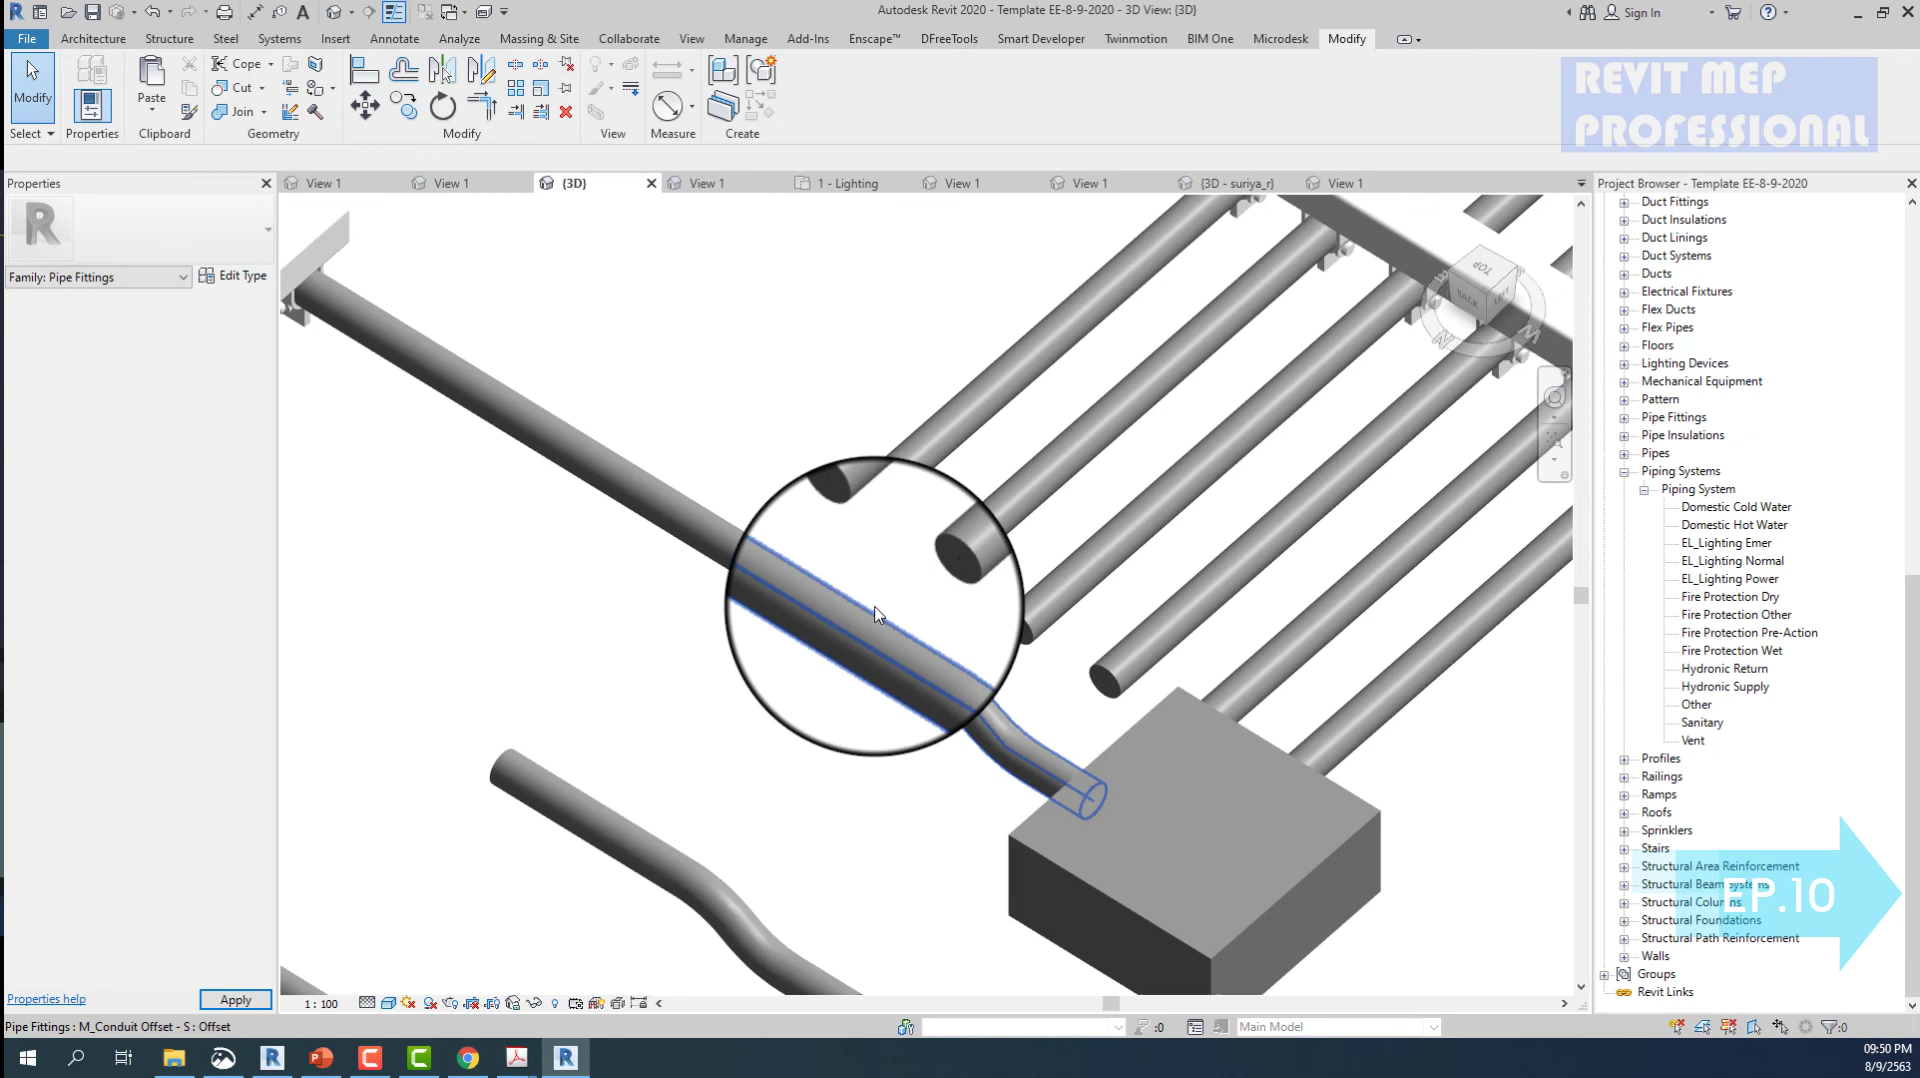 Autodesk Revit 2020 - Template EE-8-9-2020 - 3D View: {3D}
Sign In
File Architecture Structure Steel Systems Insert Annotate Analyze Massing & Site Collaborate View Manage Add-Ins Enscape™ DFreeTools Smart Developer Twinmotion BIM One Microdesk Modify
Modify
Paste
Cope
Cut
Join
Select Properties Clipboard Geometry Modify View Measure Create
REVIT MEP
PROFESSIONAL
Properties
View 1
View 1
{3D}
View 1
1 - Lighting
View 1
View 1
{3D - suriya_r}
View 1
Project Browser - Template EE-8-9-2020
Family: Pipe Fittings
Edit Type
TOP
BACK
LEFT
Duct Fittings
Duct Insulations
Duct Linings
Duct Systems
Ducts
Electrical Fixtures
Flex Ducts
Flex Pipes
Floors
Lighting Devices
Mechanical Equipment
Pattern
Pipe Fittings
Pipe Insulations
Pipes
Piping Systems
Piping System
Domestic Cold Water
Domestic Hot Water
EL_Lighting Emer
EL_Lighting Normal
EL_Lighting Power
Fire Protection Dry
Fire Protection Other
Fire Protection Pre-Action
Fire Protection Wet
Hydronic Return
Hydronic Supply
Other
Sanitary
Vent
Profiles
Railings
Ramps
Roofs
Sprinklers
Stairs
Structural Area Reinforcement
Structural Beam Systems
Structural Columns
Structural Foundations
Structural Path Reinforcement
Walls
Groups
Revit Links
EP.10
Properties help
Apply
1 : 100
Pipe Fittings : M_Conduit Offset - S : Offset
:0
Main Model
:0
09:50 PM
8/9/2563